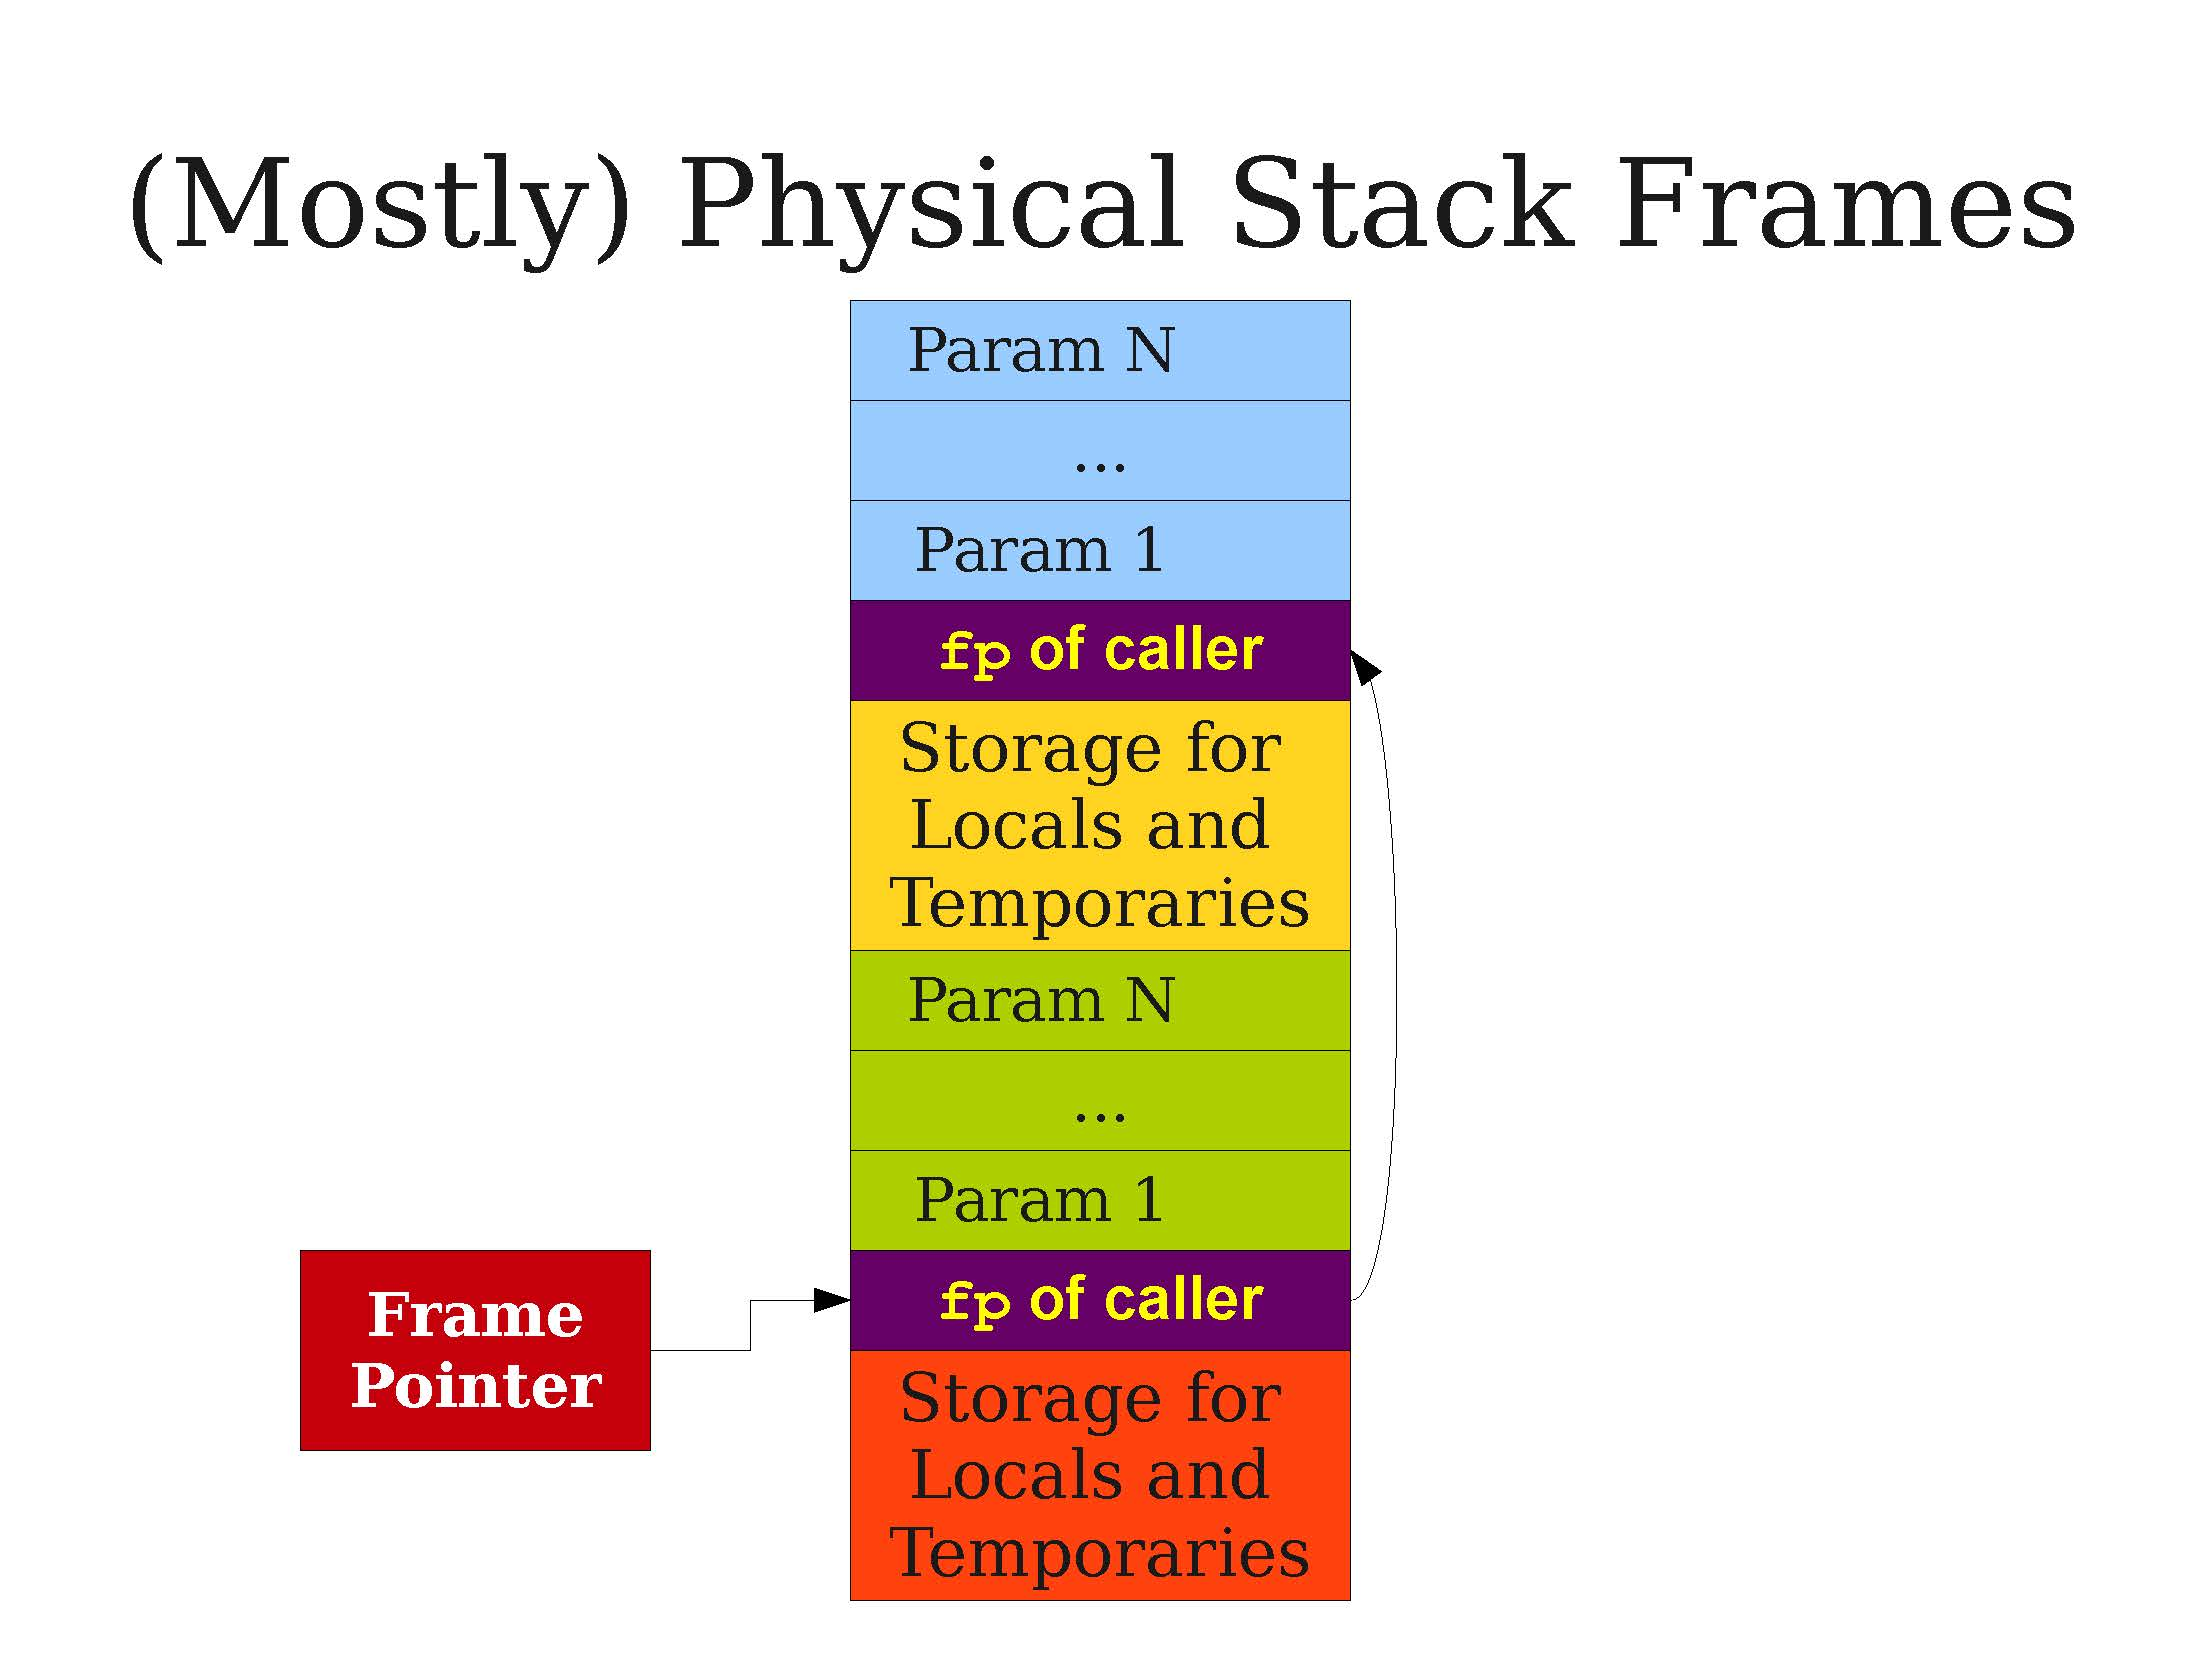 (Mostly) Physical Stack Frames
Param N
...
Param 1
fp of caller
Storage for
Locals and
Temporaries
Param N
...
Param 1
Frame
Pointer
fp of caller
Storage for
Locals and
Temporaries